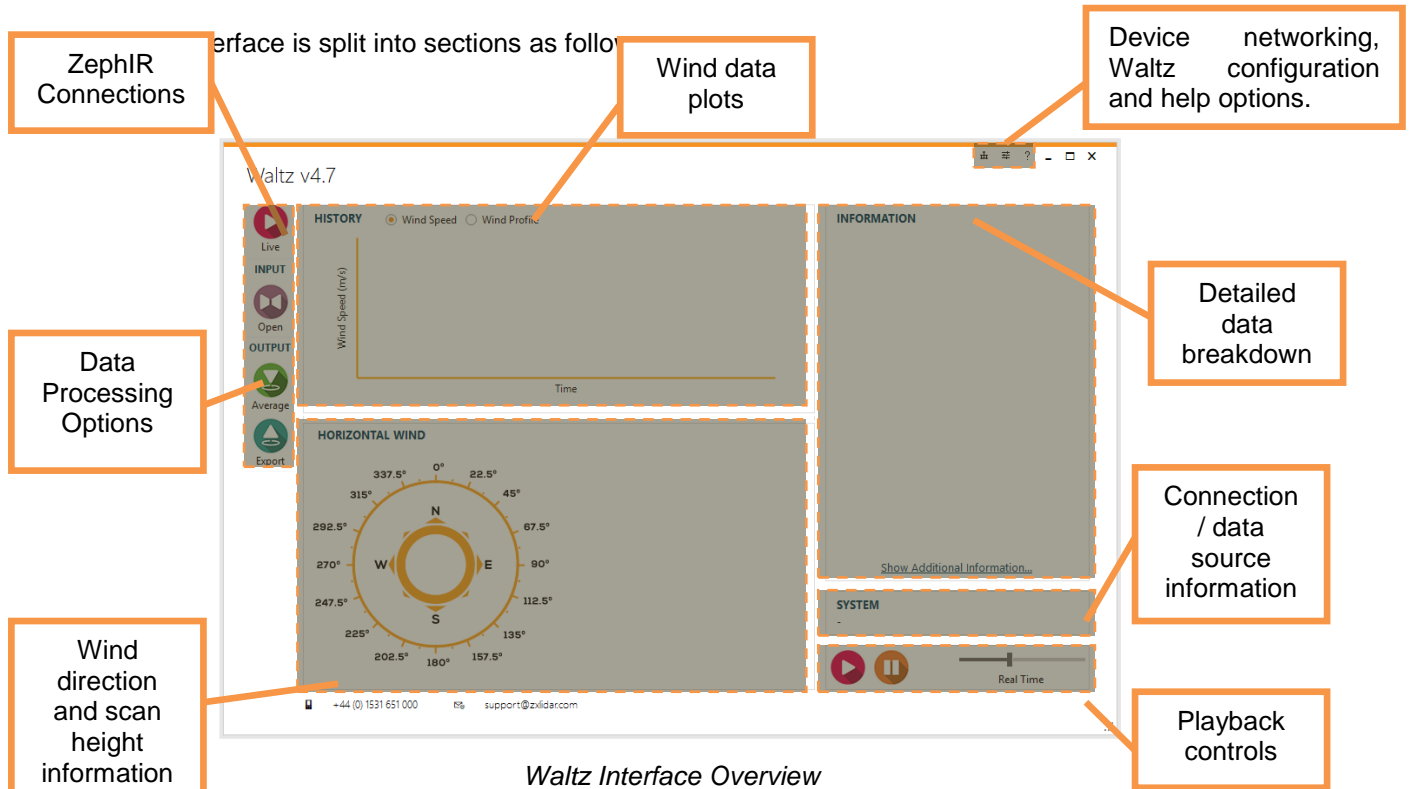 erface is split into sections as follow
ZephIR
Connections
Wind data
plots
Device networking,
Waltz configuration
and help options.
Waltz v4.7
?
Live
INPUT
Open
OUTPUT
Average
Export
HISTORY Wind Speed Wind Profile
Wind Speed (m/s)
Time
INFORMATION
Show Additional Information...
Detailed
data
breakdown
Data
Processing
Options
HORIZONTAL WIND
0°
22.5°
45°
67.5°
90°
112.5°
135°
157.5°
180°
202.5°
225°
247.5°
270°
292.5°
315°
337.5°
N
E
S
W
SYSTEM
-
Connection
/ data
source
information
Real Time
Wind
direction
and scan
height
information
+44 (0) 1531 651 000 support@zxlidar.com
Playback
controls
Waltz Interface Overview